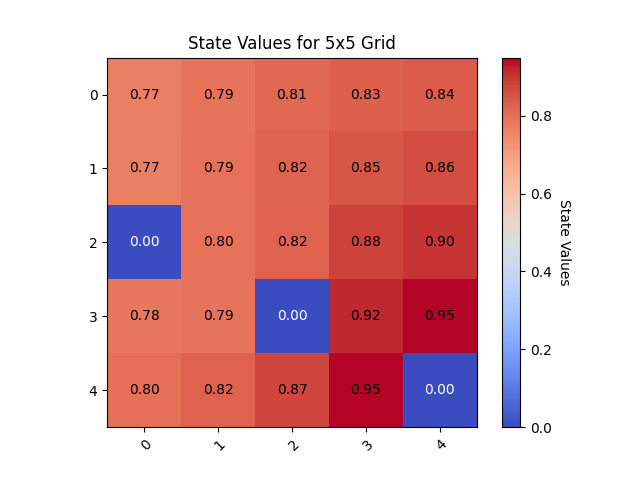 State Values for 5x5 Grid
0 0.77 0.79 0.81 0.83 0.84
1 0.77 0.79 0.82 0.85 0.86
2 0.00 0.80 0.82 0.88 0.90
3 0.78 0.79 0.00 0.92 0.95
4 0.80 0.82 0.87 0.95 0.00
0 1 2 3 4
0.8
0.6
0.4
0.2
0.0
State Values